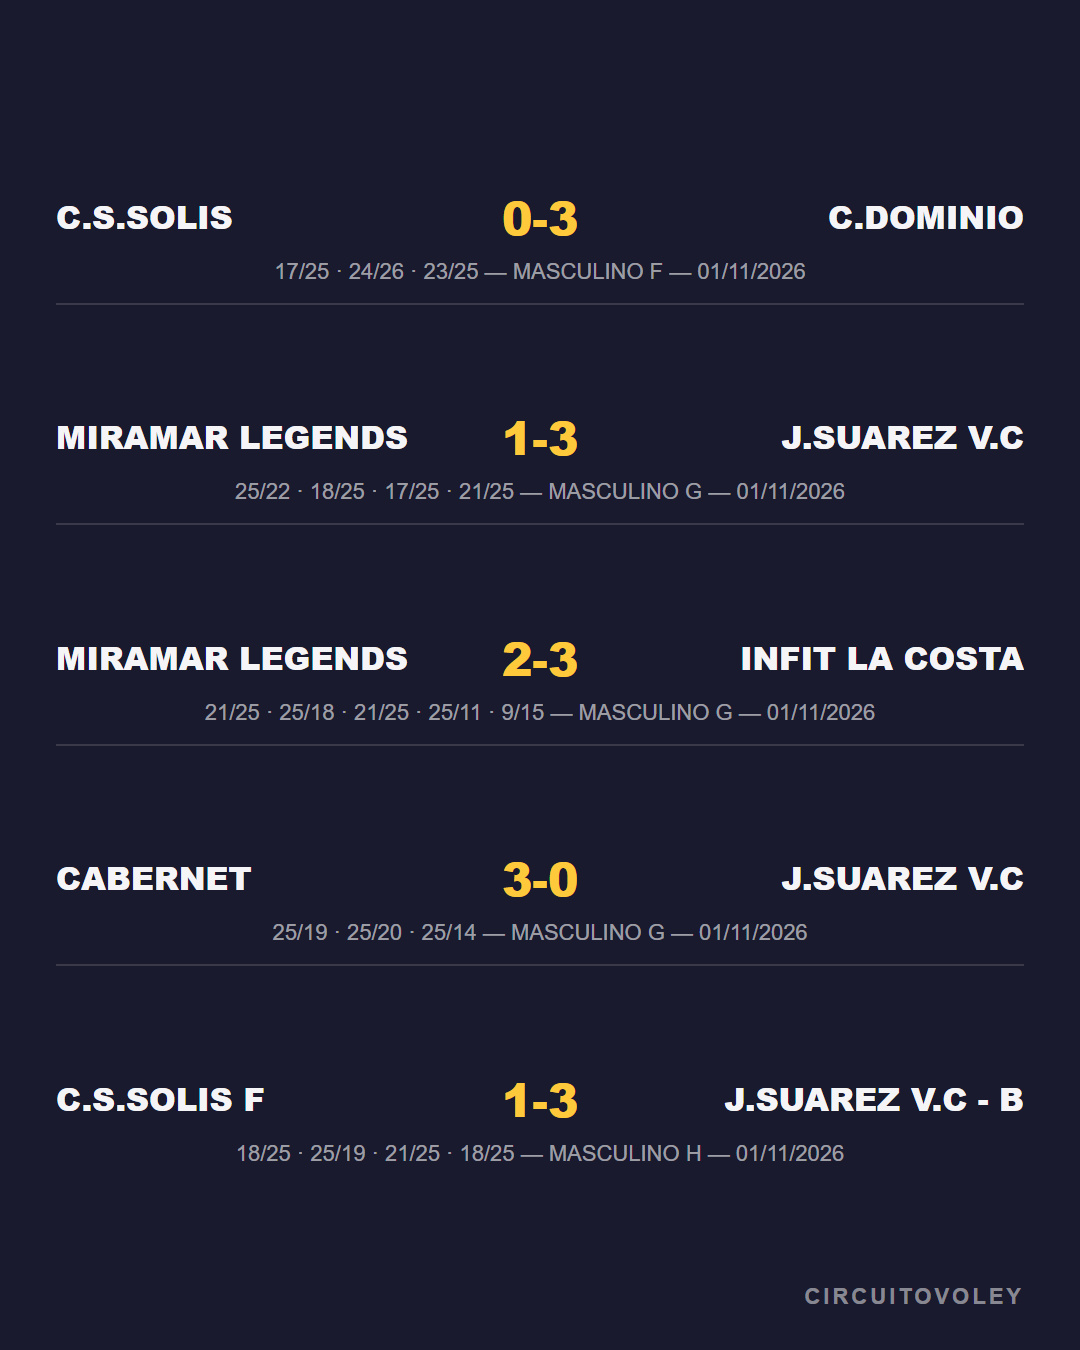 C.S.SOLIS 0-3 C.DOMINIO
17/25 · 24/26 · 23/25 — MASCULINO F — 01/11/2026
MIRAMAR LEGENDS 1-3 J.SUAREZ V.C
25/22 · 18/25 · 17/25 · 21/25 — MASCULINO G — 01/11/2026
MIRAMAR LEGENDS 2-3 INFIT LA COSTA
21/25 · 25/18 · 21/25 · 25/11 · 9/15 — MASCULINO G — 01/11/2026
CABERNET 3-0 J.SUAREZ V.C
25/19 · 25/20 · 25/14 — MASCULINO G — 01/11/2026
C.S.SOLIS F 1-3 J.SUAREZ V.C - B
18/25 · 25/19 · 21/25 · 18/25 — MASCULINO H — 01/11/2026
CIRCUITOVOLEY